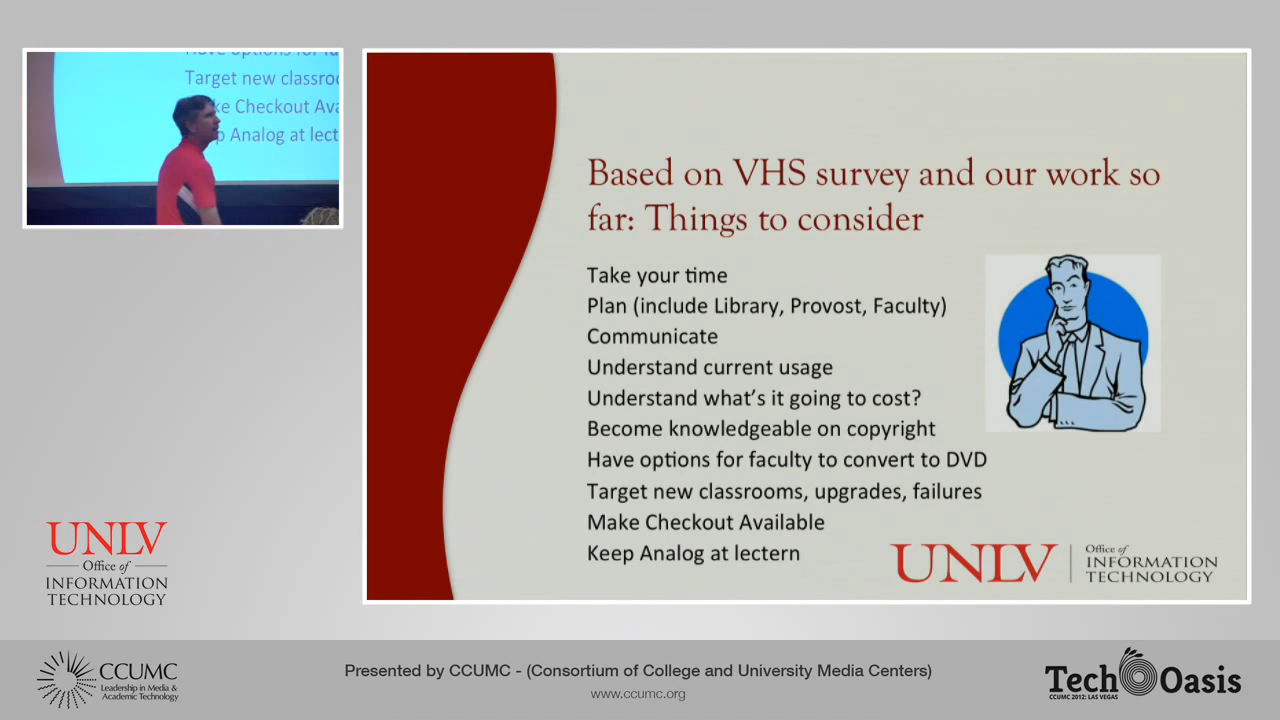 Target new classroo
ke Checkout Ava
p Analog at lect
Based on VHS survey and our work so
far: Things to consider
Take your time
Plan (include Library, Provost, Faculty)
Communicate
Understand current usage
Understand what's it going to cost?
Become knowledgeable on copyright
Have options for faculty to convert to DVD
Target new classrooms, upgrades, failures
Make Checkout Available
Keep Analog at lectern
UNLV
Office of
INFORMATION
TECHNOLOGY
UNLV
Office of
INFORMATION
TECHNOLOGY
CCUMC
Leadership in Media &
Academic Technology
Presented by CCUMC - (Consortium of College and University Media Centers)
www.ccumc.org
Tech Oasis
CCUMC 2012: LAS VEGAS